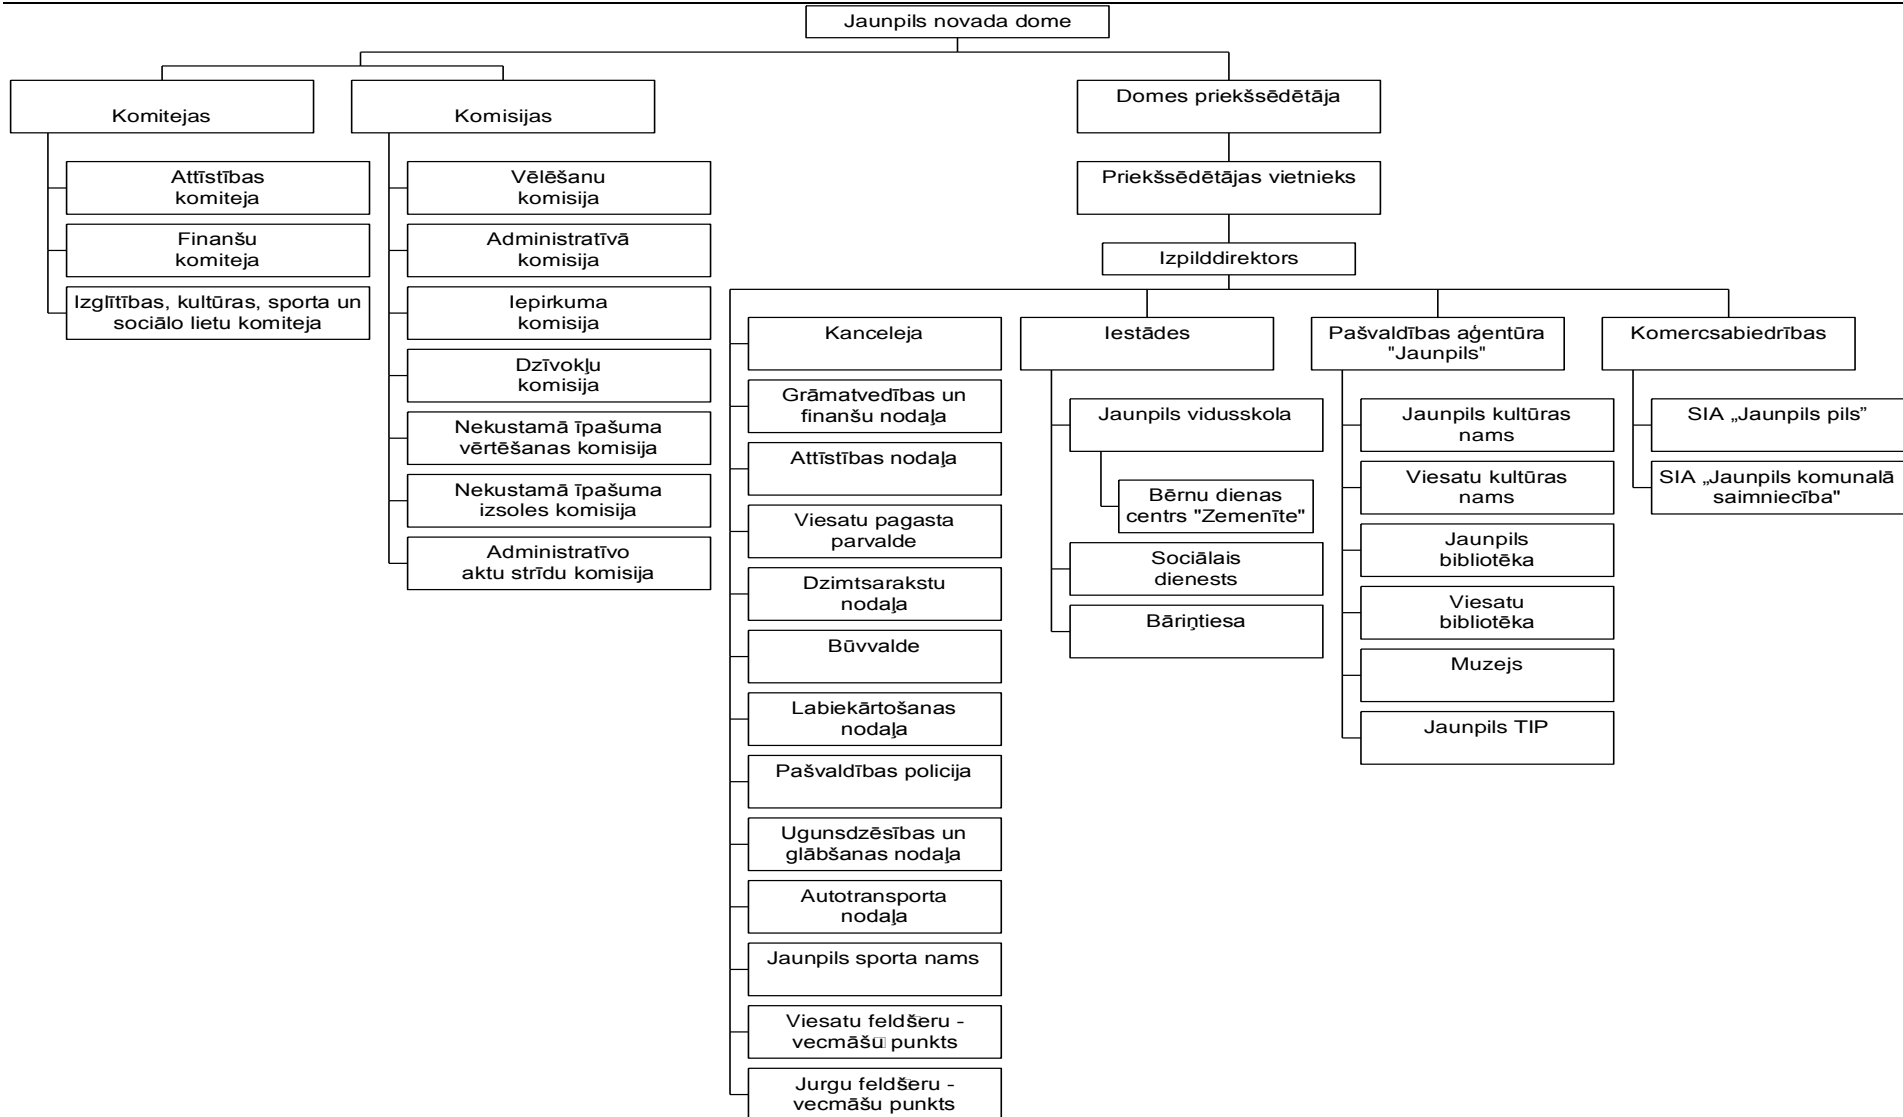 Jaunpils novada dome
Komitejas
Komisijas
Domes priekšsēdētāja
Priekšsēdētājas vietnieks
Izpilddirektors
Attīstības
komiteja
Finanšu
komiteja
Izglītības, kultūras, sporta un
sociālo lietu komiteja
Vēlēšanu
komisija
Administratīvā
komisija
Iepirkuma
komisija
Dzīvokļu
komisija
Nekustamā īpašuma
vērtēšanas komisija
Nekustamā īpašuma
izsoles komisija
Administratīvo
aktu strīdu komisija
Kanceleja
Grāmatvedības un
finanšu nodaļa
Attīstības nodaļa
Viesatu pagasta
parvalde
Dzimtsarakstu
nodaļa
Būvvalde
Labiekārtošanas
nodaļa
Pašvaldības policija
Ugunsdzēsības un
glābšanas nodaļa
Autotransporta
nodaļa
Jaunpils sporta nams
Viesatu feldšeru -
vecmāšu punkts
Jurgu feldšeru -
vecmāšu punkts
Iestādes
Jaunpils vidusskola
Bērnu dienas
centrs "Zemenīte"
Sociālais
dienests
Bāriņtiesa
Pašvaldības aģentūra
"Jaunpils"
Jaunpils kultūras
nams
Viesatu kultūras
nams
Jaunpils
bibliotēka
Viesatu
bibliotēka
Muzejs
Jaunpils TIP
Komercsabiedrības
SIA „Jaunpils pils”
SIA „Jaunpils komunalā
saimniecība"